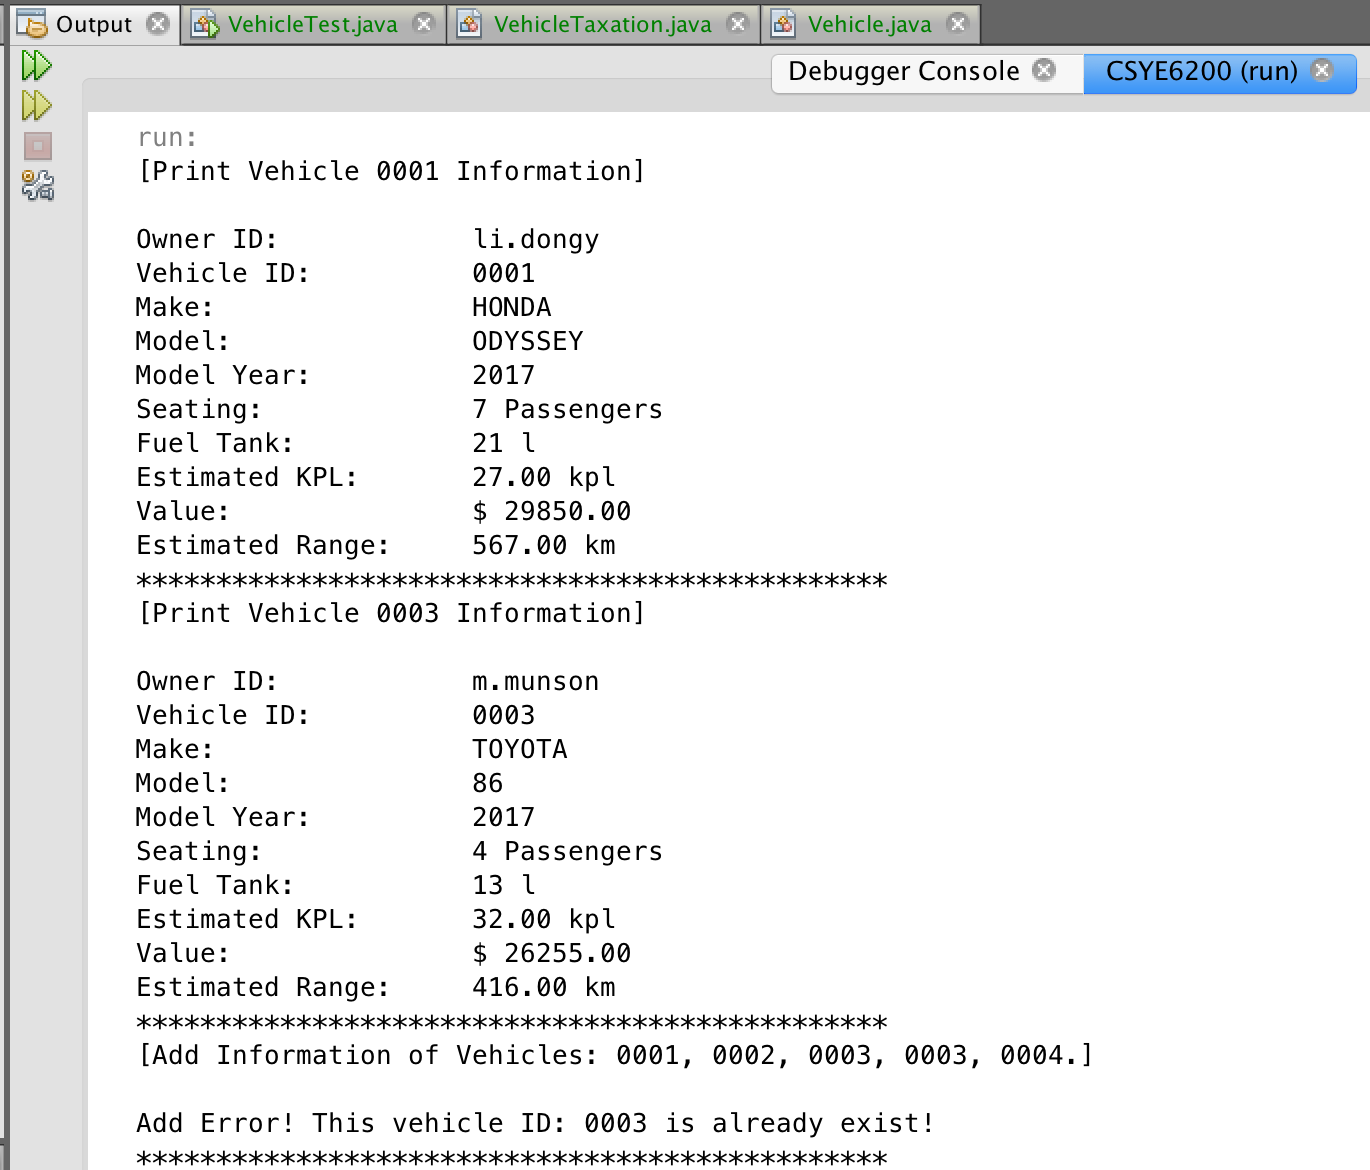 Output VehicleTest.java VehicleTaxation.java Vehicle.java
Debugger Console CSYE6200 (run)
run:
[Print Vehicle 0001 Information]
Owner ID: li.dongy
Vehicle ID: 0001
Make: HONDA
Model: ODYSSEY
Model Year: 2017
Seating: 7 Passengers
Fuel Tank: 21 l
Estimated KPL: 27.00 kpl
Value: $ 29850.00
Estimated Range: 567.00 km
***********************************************
[Print Vehicle 0003 Information]
Owner ID: m.munson
Vehicle ID: 0003
Make: TOYOTA
Model: 86
Model Year: 2017
Seating: 4 Passengers
Fuel Tank: 13 l
Estimated KPL: 32.00 kpl
Value: $ 26255.00
Estimated Range: 416.00 km
***********************************************
[Add Information of Vehicles: 0001, 0002, 0003, 0003, 0004.]
Add Error! This vehicle ID: 0003 is already exist!
***********************************************